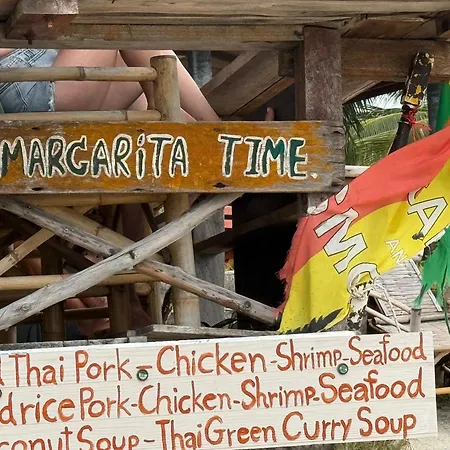 MARGARITA TIME.
Thai Pork - Chicken - Shrimp - Seafood
rice Pork - Chicken - Shrimp - Seafood
Soup - Thai Green Curry Soup